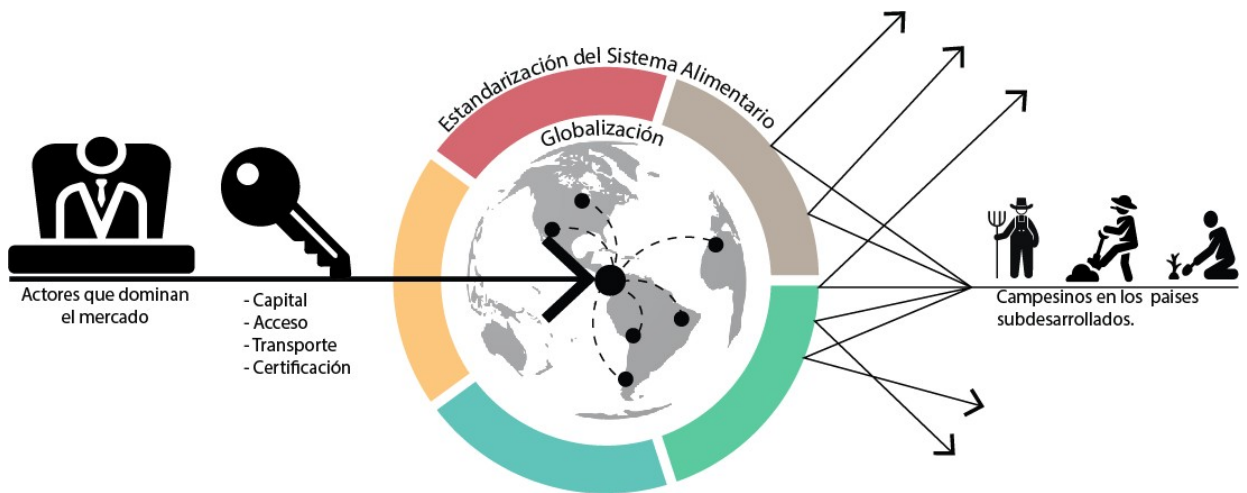 Estandarización del Sistema Alimentario
Globalización
Actores que dominan
el mercado
- Capital
- Acceso
- Transporte
- Certificación
Campesinos en los paises
subdesarrollados.